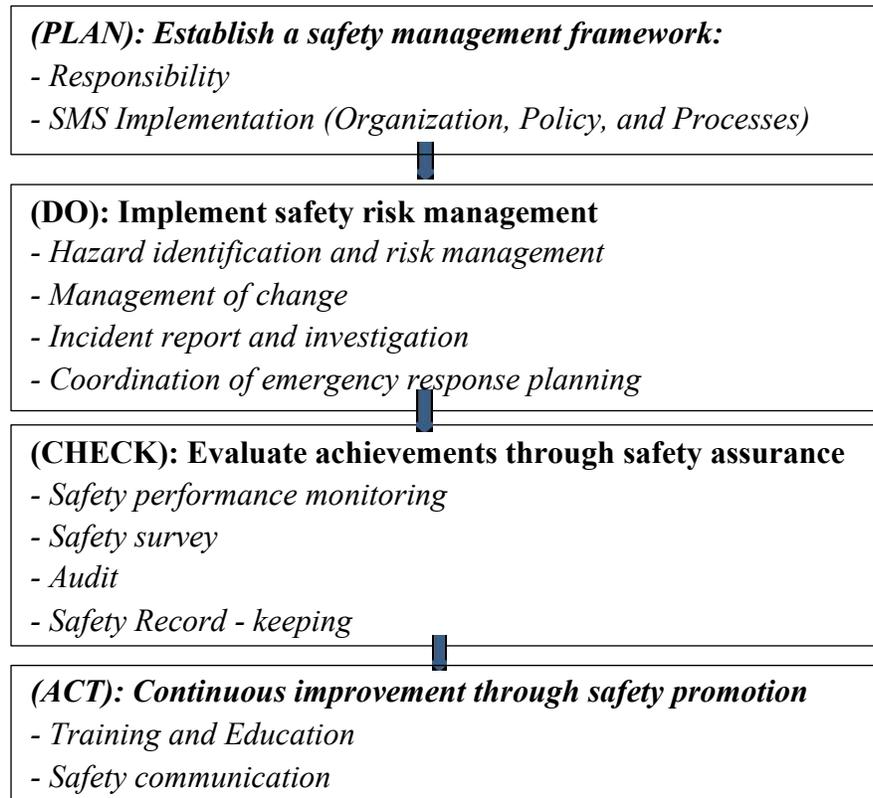 (PLAN): Establish a safety management framework:
- Responsibility
- SMS Implementation (Organization, Policy, and Processes)
(DO): Implement safety risk management
- Hazard identification and risk management
- Management of change
- Incident report and investigation
- Coordination of emergency response planning
(CHECK): Evaluate achievements through safety assurance
- Safety performance monitoring
- Safety survey
- Audit
- Safety Record - keeping
(ACT): Continuous improvement through safety promotion
- Training and Education
- Safety communication